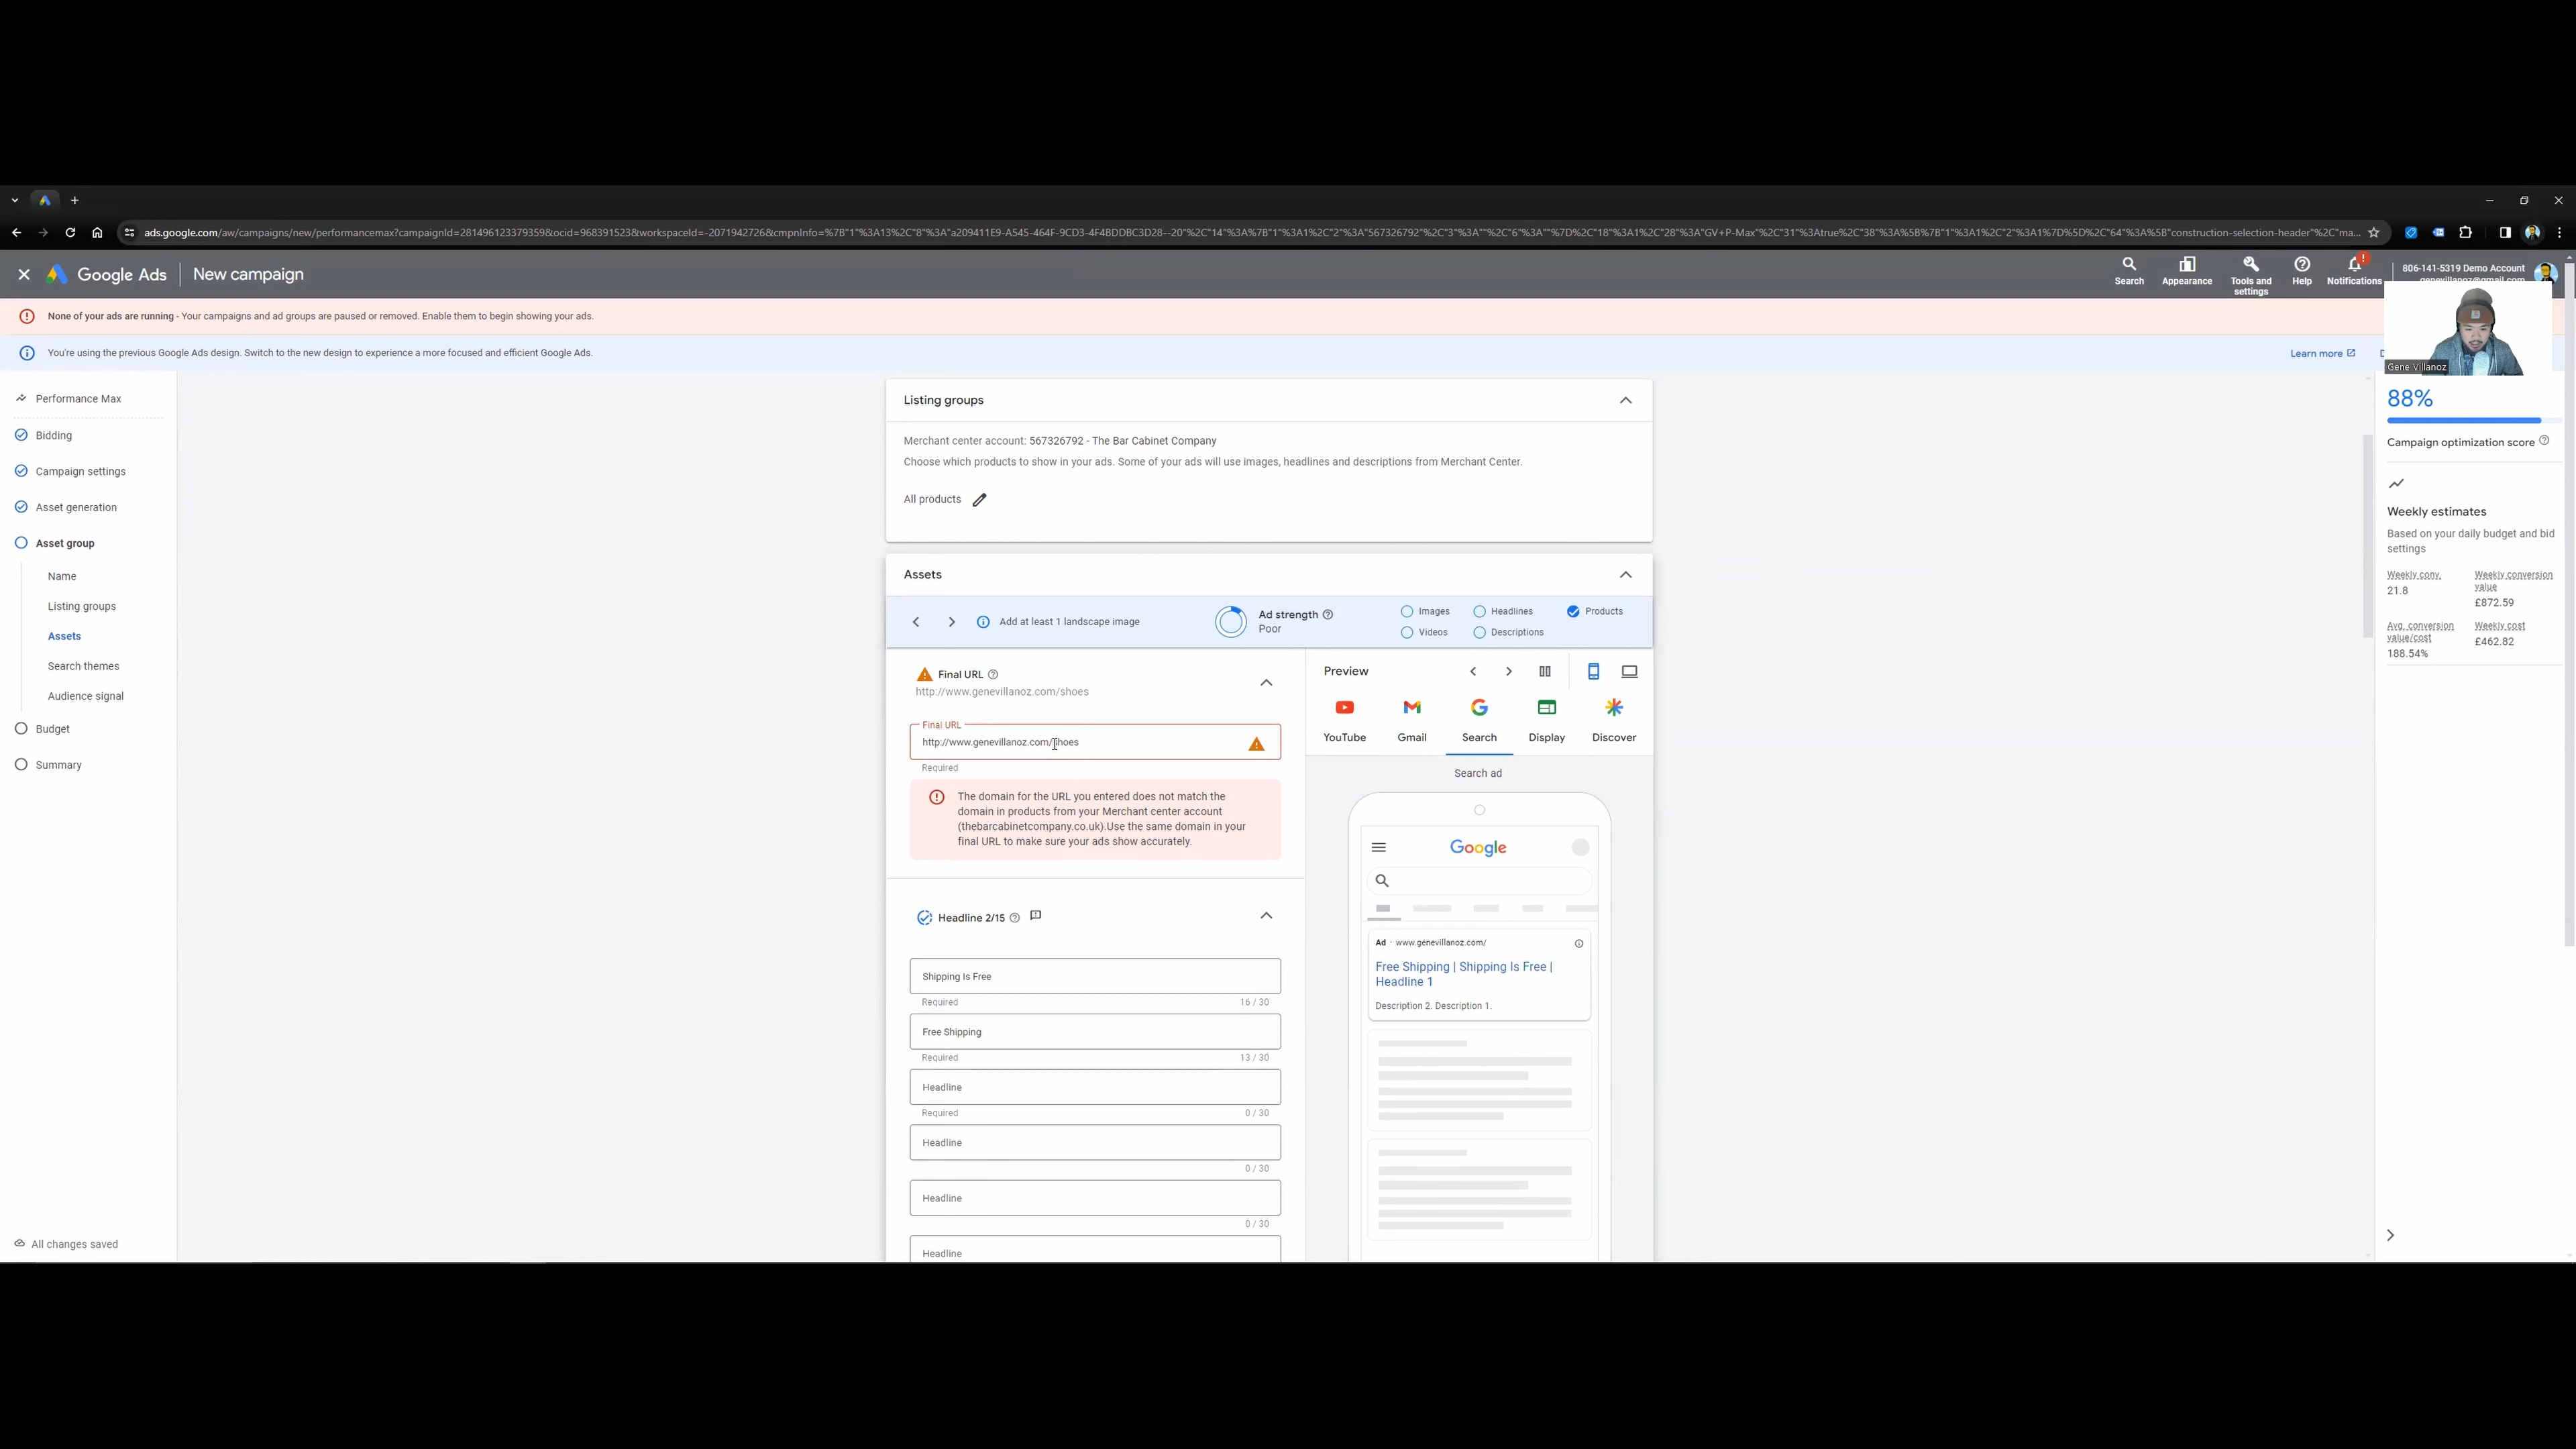 ads.google.com/aw/campaigns/new/performancemax?campaignId=281496123379359&ocid=968391523&workspaceId=-2071942726&cmpnInfo=%7B"1"%3A13%2C"8"%3A"a209411E9-A545-464F-9CD3-4F4BDDBC3D28--20"%2C"14"%3A%7B"1"%3A1%2C"2"%3A"567326792"%2C"3"%3A""%2C"6"%3A""%7D%2C"18"%3A1%2C"28"%3A"GV+P-Max"%2C"31"%3Atrue%2C"38"%3A%5B%7B"1"%3A1%2C"2"%3A1%7D%5D%2C"64"%3A%5B"construction-selection-header"%2C"ma...
Google Ads
New campaign
Search
Appearance
Tools and settings
Help
Notifications
806-141-5319 Demo Account
genevillanoz@gmail.com
None of your ads are running - Your campaigns and ad groups are paused or removed. Enable them to begin showing your ads.
You're using the previous Google Ads design. Switch to the new design to experience a more focused and efficient Google Ads.
Learn more
Gene Villanoz
Performance Max
Bidding
Campaign settings
Asset generation
Asset group
Name
Listing groups
Assets
Search themes
Audience signal
Budget
Summary
All changes saved
Listing groups
Merchant center account: 567326792 - The Bar Cabinet Company
Choose which products to show in your ads. Some of your ads will use images, headlines and descriptions from Merchant Center.
All products
Assets
Add at least 1 landscape image
Ad strength
Poor
Images
Headlines
Products
Videos
Descriptions
Final URL
http://www.genevillanoz.com/shoes
Final URL
http://www.genevillanoz.com/shoes
Required
The domain for the URL you entered does not match the
domain in products from your Merchant center account
(thebarcabinetcompany.co.uk).Use the same domain in your
final URL to make sure your ads show accurately.
Headline 2/15
Shipping Is Free
Required
16 / 30
Free Shipping
Required
13 / 30
Headline
Required
0 / 30
Headline
0 / 30
Headline
0 / 30
Headline
Preview
YouTube
Gmail
Search
Display
Discover
Search ad
Google
Ad · www.genevillanoz.com/
Free Shipping | Shipping Is Free |
Headline 1
Description 2. Description 1.
88%
Campaign optimization score
Weekly estimates
Based on your daily budget and bid
settings
Weekly conv.
21.8
Weekly conversion
value
£872.59
Avg. conversion
value/cost
188.54%
Weekly cost
£462.82